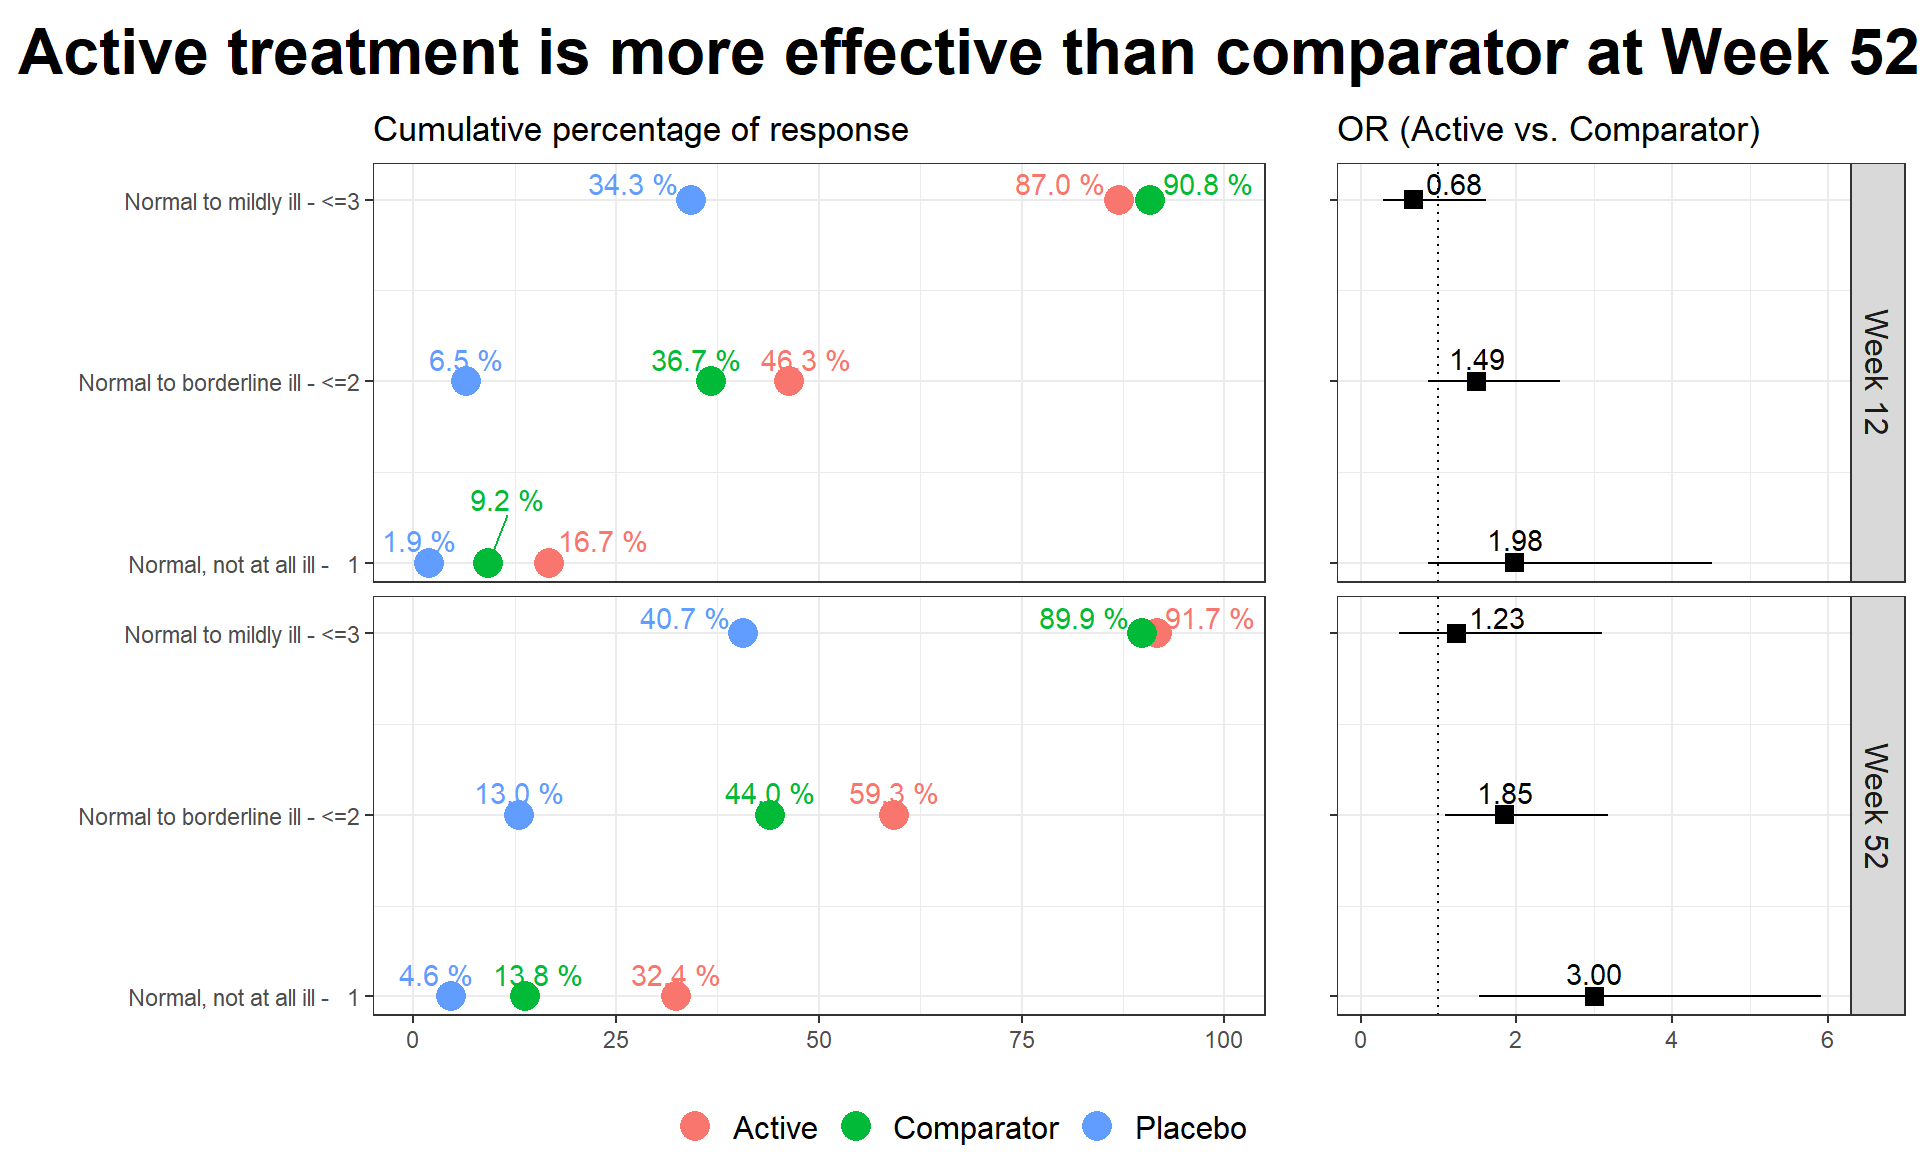 Active treatment is more effective than comparator at Week 52
Cumulative percentage of response
OR (Active vs. Comparator)
Normal to mildly ill - <=3
34.3 %
87.0 %
90.8 %
0.68
Normal to borderline ill - <=2
6.5 %
36.7 %
46.3 %
1.49
9.2 %
Normal, not at all ill -   1
1.9 %
16.7 %
1.98
Week 12
Normal to mildly ill - <=3
40.7 %
89.9 %
91.7 %
1.23
Normal to borderline ill - <=2
13.0 %
44.0 %
59.3 %
1.85
Normal, not at all ill -   1
4.6 %
13.8 %
32.4 %
3.00
Week 52
0 25 50 75 100
0 2 4 6
Active Comparator Placebo